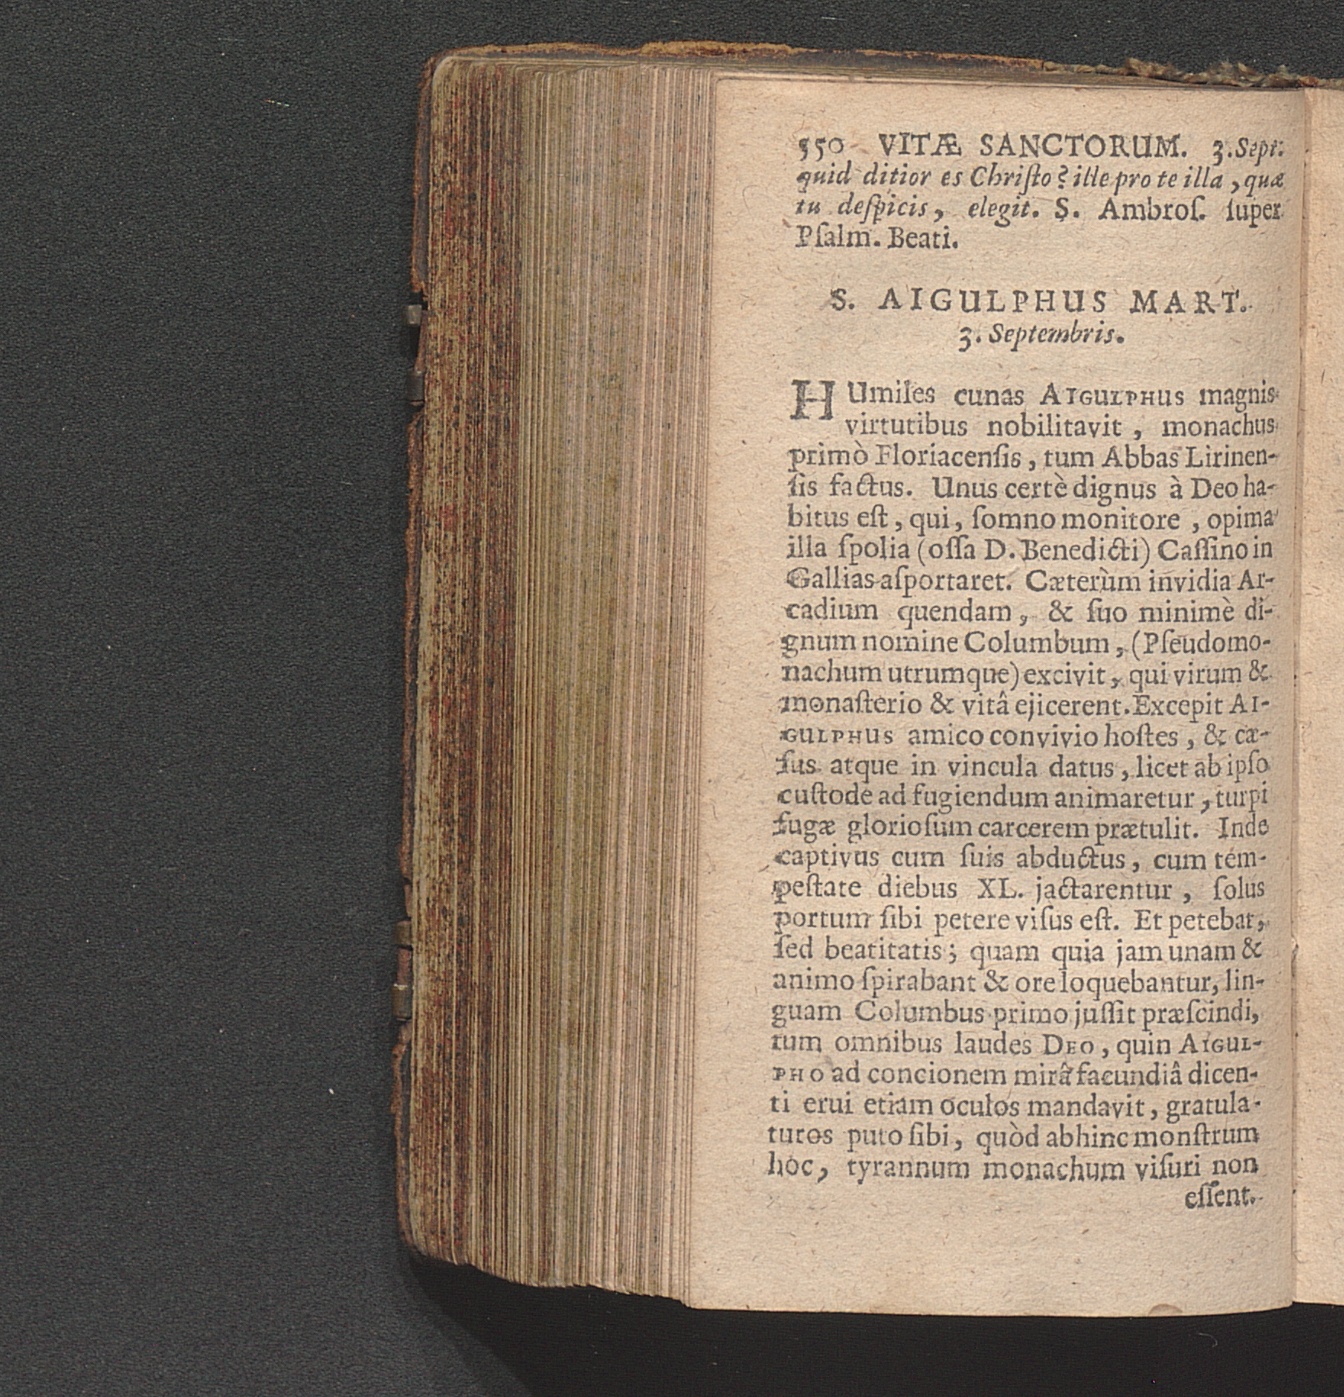 550 VITÆ SANCTORUM. 3. Sept.
quid ditior es Chriſto? ille pro te illa, quæ
tu deſpicis, elegit. S. Ambroſ. ſuper
Pſalm. Beati.
S. AIGULPHUS MART.
3. Septembris.
HUmiles cunas AIGULPHUS magnis
virtutibus nobilitavit, monachus
primò Floriacenſis, tum Abbas Lirinen-
ſis factus. Unus certè dignus à Deo ha-
bitus eſt, qui, ſomno monitore, opima
illa ſpolia (oſſa D. Benedicti) Caſſino in
Gallias aſportaret. Cæterùm invidia Ar-
cadium quendam, & ſuo minimè di-
gnum nomine Columbum, (Pſeudomo-
nachum utrumque) excivit, qui virum &
monaſterio & vitâ ejicerent. Excepit AI-
GULPHUS amico convivio hoſtes, & cæ-
ſus atque in vincula datus, licet ab ipſo
cuſtode ad fugiendum animaretur, turpi
fugæ glorioſum carcerem prætulit. Inde
captivus cum ſuis abductus, cum tem-
peſtate diebus XL. jactarentur, ſolus
portum ſibi petere viſus eſt. Et petebat,
ſed beatitatis; quam quia jam unam &
animo ſpirabant & ore loquebantur, lin-
guam Columbus primo juſſit præſcindi,
tum omnibus laudes DEO, quin AIGUL-
PHO ad concionem mirâ facundiâ dicen-
ti erui etiam oculos mandavit, gratula-
turos puto ſibi, quòd abhinc monſtrum
hoc, tyrannum monachum viſuri non
eſſent.